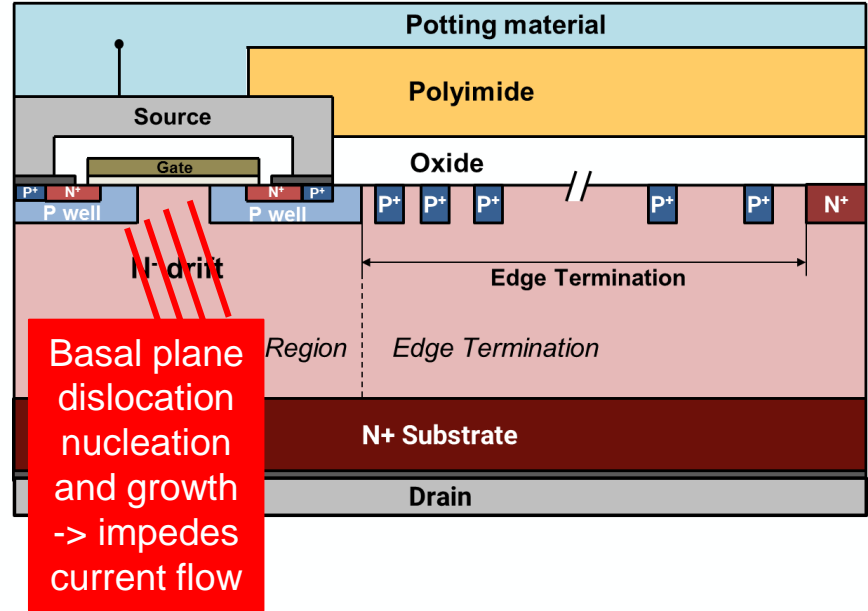 Potting material
Polyimide
Source
Gate
Oxide
P+ N+ N+ P+ P+ P+ P+ P+ P+ N+
P well P well
N- drift
Edge Termination
Region Edge Termination
Basal plane
dislocation
nucleation
and growth
-> impedes
current flow
N+ Substrate
Drain